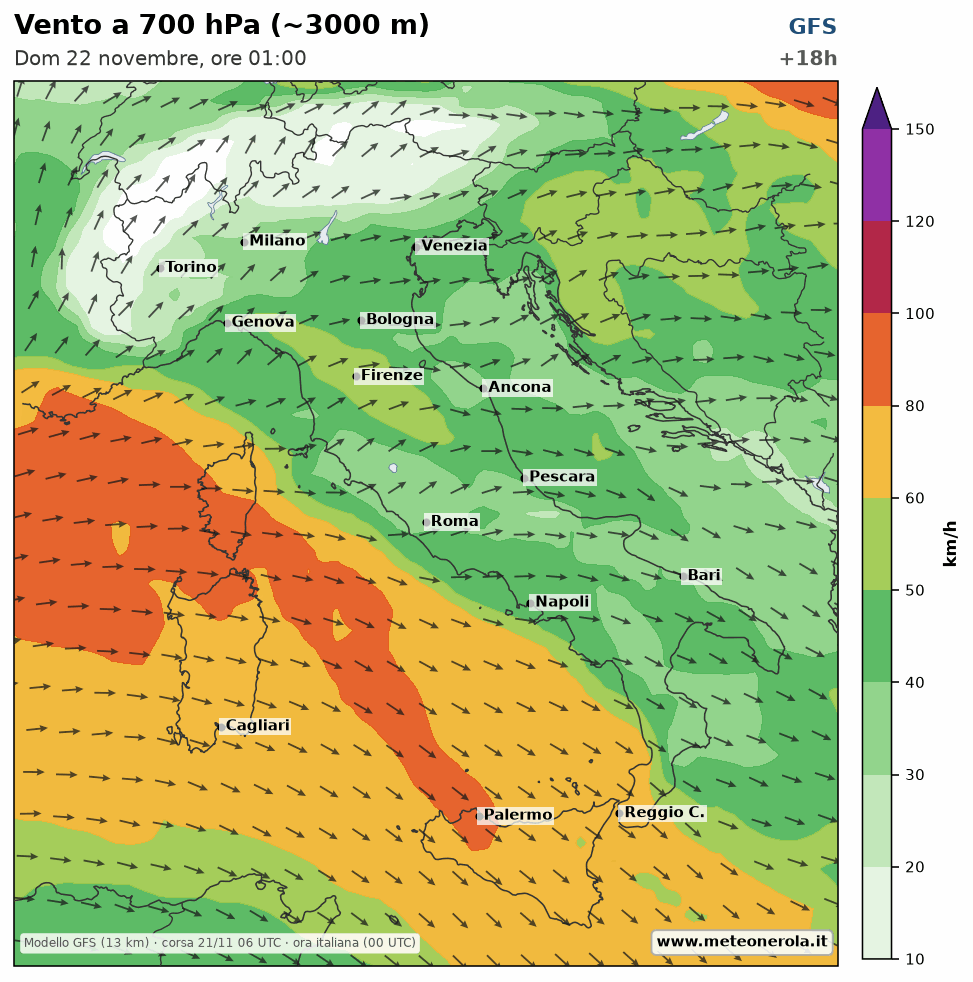 Vento a 700 hPa (~3000 m)
GFS
Dom 22 novembre, ore 01:00
+18h
Milano
Venezia
Torino
Genova
Bologna
Firenze
Ancona
Pescara
Roma
Bari
Napoli
Cagliari
Palermo
Reggio C.
Modello GFS (13 km) · corsa 21/11 06 UTC · ora italiana (00 UTC)
www.meteonerola.it
150
120
100
80
60
50
40
30
20
10
km/h